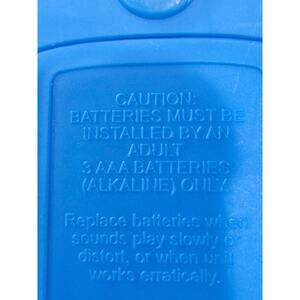 CAUTION:
BATTERIES MUST BE
INSTALLED BY AN
ADULT
3 AAA BATTERIES
(ALKALINE) ONLY
Replace batteries when
sounds play slowly or
distort, or when unit
works erratically.